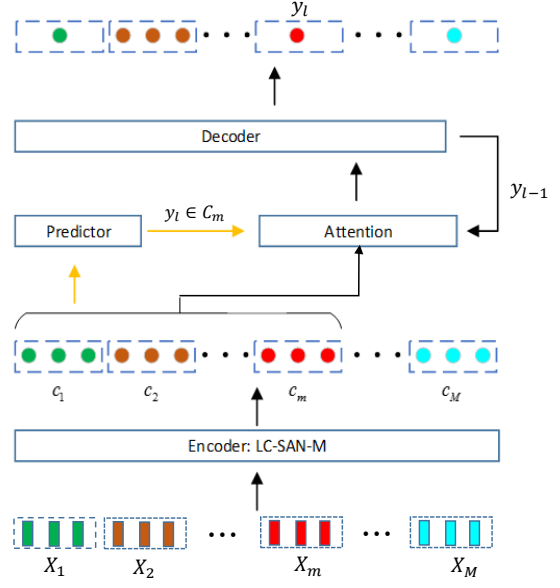 y_l
Decoder
y_{l-1}
y_l ∈ C_m
Predictor
Attention
c_1 c_2 c_m c_M
Encoder: LC-SAN-M
X_1 X_2 X_m X_M